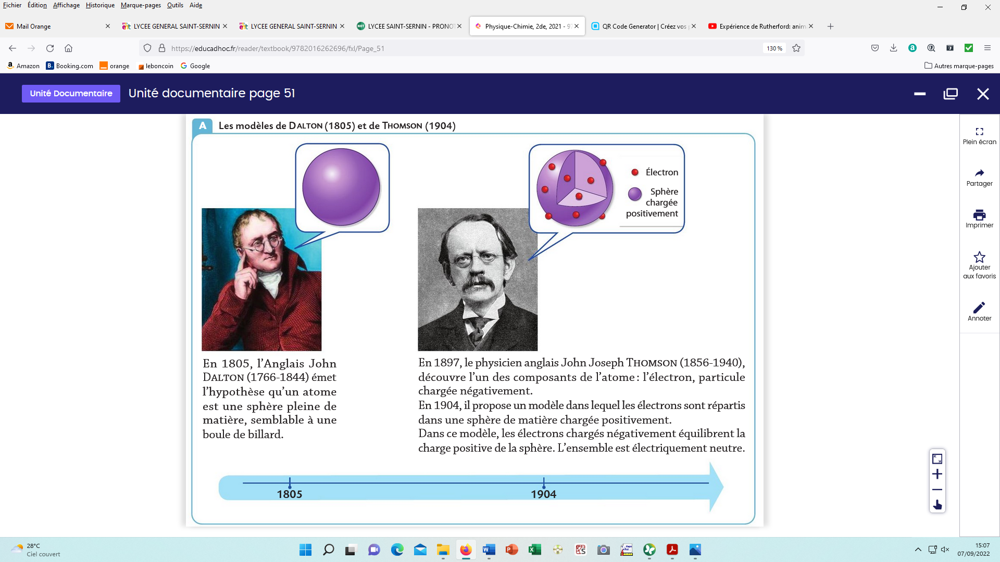 Fichier Édition Affichage Historique Marque-pages Outils Aide
Mail Orange
LYCEE GENERAL SAINT-SERNIN
LYCEE GENERAL SAINT-SERNIN
LYCEE SAINT-SERNIN - PRONOT
Physique-Chimie, 2de, 2021 - 97
QR Code Generator | Créez vos
Expérience de Rutherford: anim
https://educadhoc.fr/reader/textbook/9782016262696/fxl/Page_51
130 %
Amazon
Booking.com
orange
leboncoin
Google
Autres marque-pages
Unité Documentaire
Unité documentaire page 51
A Les modèles de DALTON (1805) et de THOMSON (1904)
Électron
Sphère
chargée
positivement
En 1805, l'Anglais John
DALTON (1766-1844) émet
l'hypothèse qu'un atome
est une sphère pleine de
matière, semblable à une
boule de billard.
En 1897, le physicien anglais John Joseph THOMSON (1856-1940),
découvre l'un des composants de l'atome : l'électron, particule
chargée négativement.
En 1904, il propose un modèle dans lequel les électrons sont répartis
dans une sphère de matière chargée positivement.
Dans ce modèle, les électrons chargés négativement équilibrent la
charge positive de la sphère. L'ensemble est électriquement neutre.
1805
1904
Plein écran
Partager
Imprimer
Ajouter
aux favoris
Annoter
28°C
Ciel couvert
15:07
07/09/2022